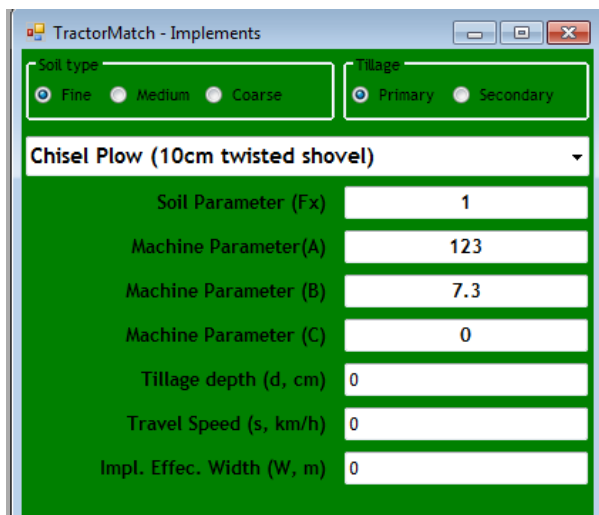 TractorMatch - Implements
Soil type
Tillage
Fine Medium Coarse
Primary Secondary
Chisel Plow (10cm twisted shovel)
Soil Parameter (Fx) 1
Machine Parameter(A) 123
Machine Parameter (B) 7.3
Machine Parameter (C) 0
Tillage depth (d, cm) 0
Travel Speed (s, km/h) 0
Impl. Effec. Width (W, m) 0